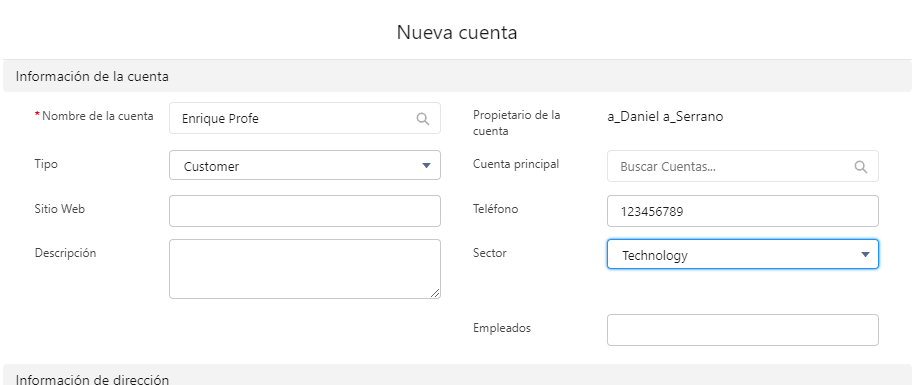 Nueva cuenta
Información de la cuenta
*Nombre de la cuenta
Enrique Profe
Propietario de la
cuenta
a_Daniel a_Serrano
Tipo
Customer
Cuenta principal
Buscar Cuentas...
Sitio Web
Teléfono
123456789
Descripción
Sector
Technology
Empleados
Información de dirección